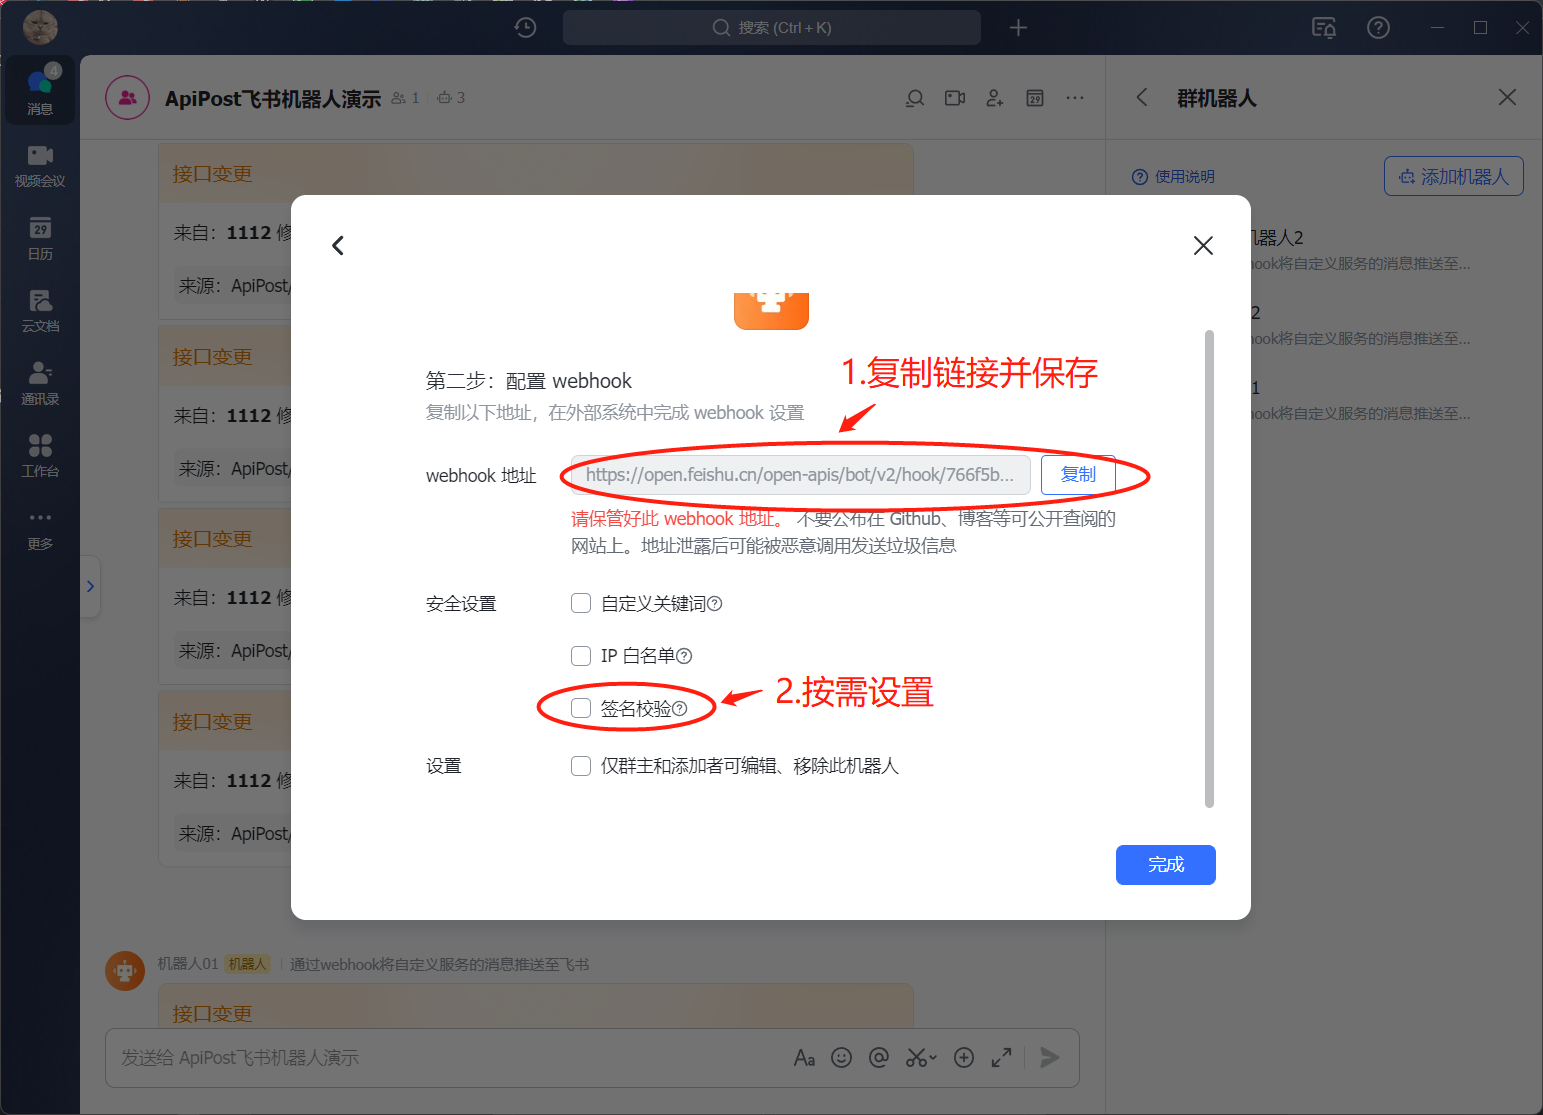 搜索 (Ctrl + K)
4
消息
视频会议
29
日历
云文档
通讯录
工作台
更多
ApiPost飞书机器人演示
1
3
29
接口变更
来自：1112 修
来源：ApiPost/
接口变更
来自：1112 修
来源：ApiPost/
接口变更
来自：1112 修
来源：ApiPost/
接口变更
来自：1112 修
来源：ApiPost/
机器人01 机器人 通过webhook将自定义服务的消息推送至飞书
接口变更
发送给 ApiPost飞书机器人演示
Aa
群机器人
使用说明
添加机器人
机器人2
hook将自定义服务的消息推送至...
2
hook将自定义服务的消息推送至...
1
hook将自定义服务的消息推送至...
第二步：配置 webhook
复制以下地址，在外部系统中完成 webhook 设置
1.复制链接并保存
webhook 地址
https://open.feishu.cn/open-apis/bot/v2/hook/766f5b...
复制
请保管好此 webhook 地址。 不要公布在 Github、博客等可公开查阅的
网站上。地址泄露后可能被恶意调用发送垃圾信息
安全设置
自定义关键词
IP 白名单
签名校验
2.按需设置
设置
仅群主和添加者可编辑、移除此机器人
完成